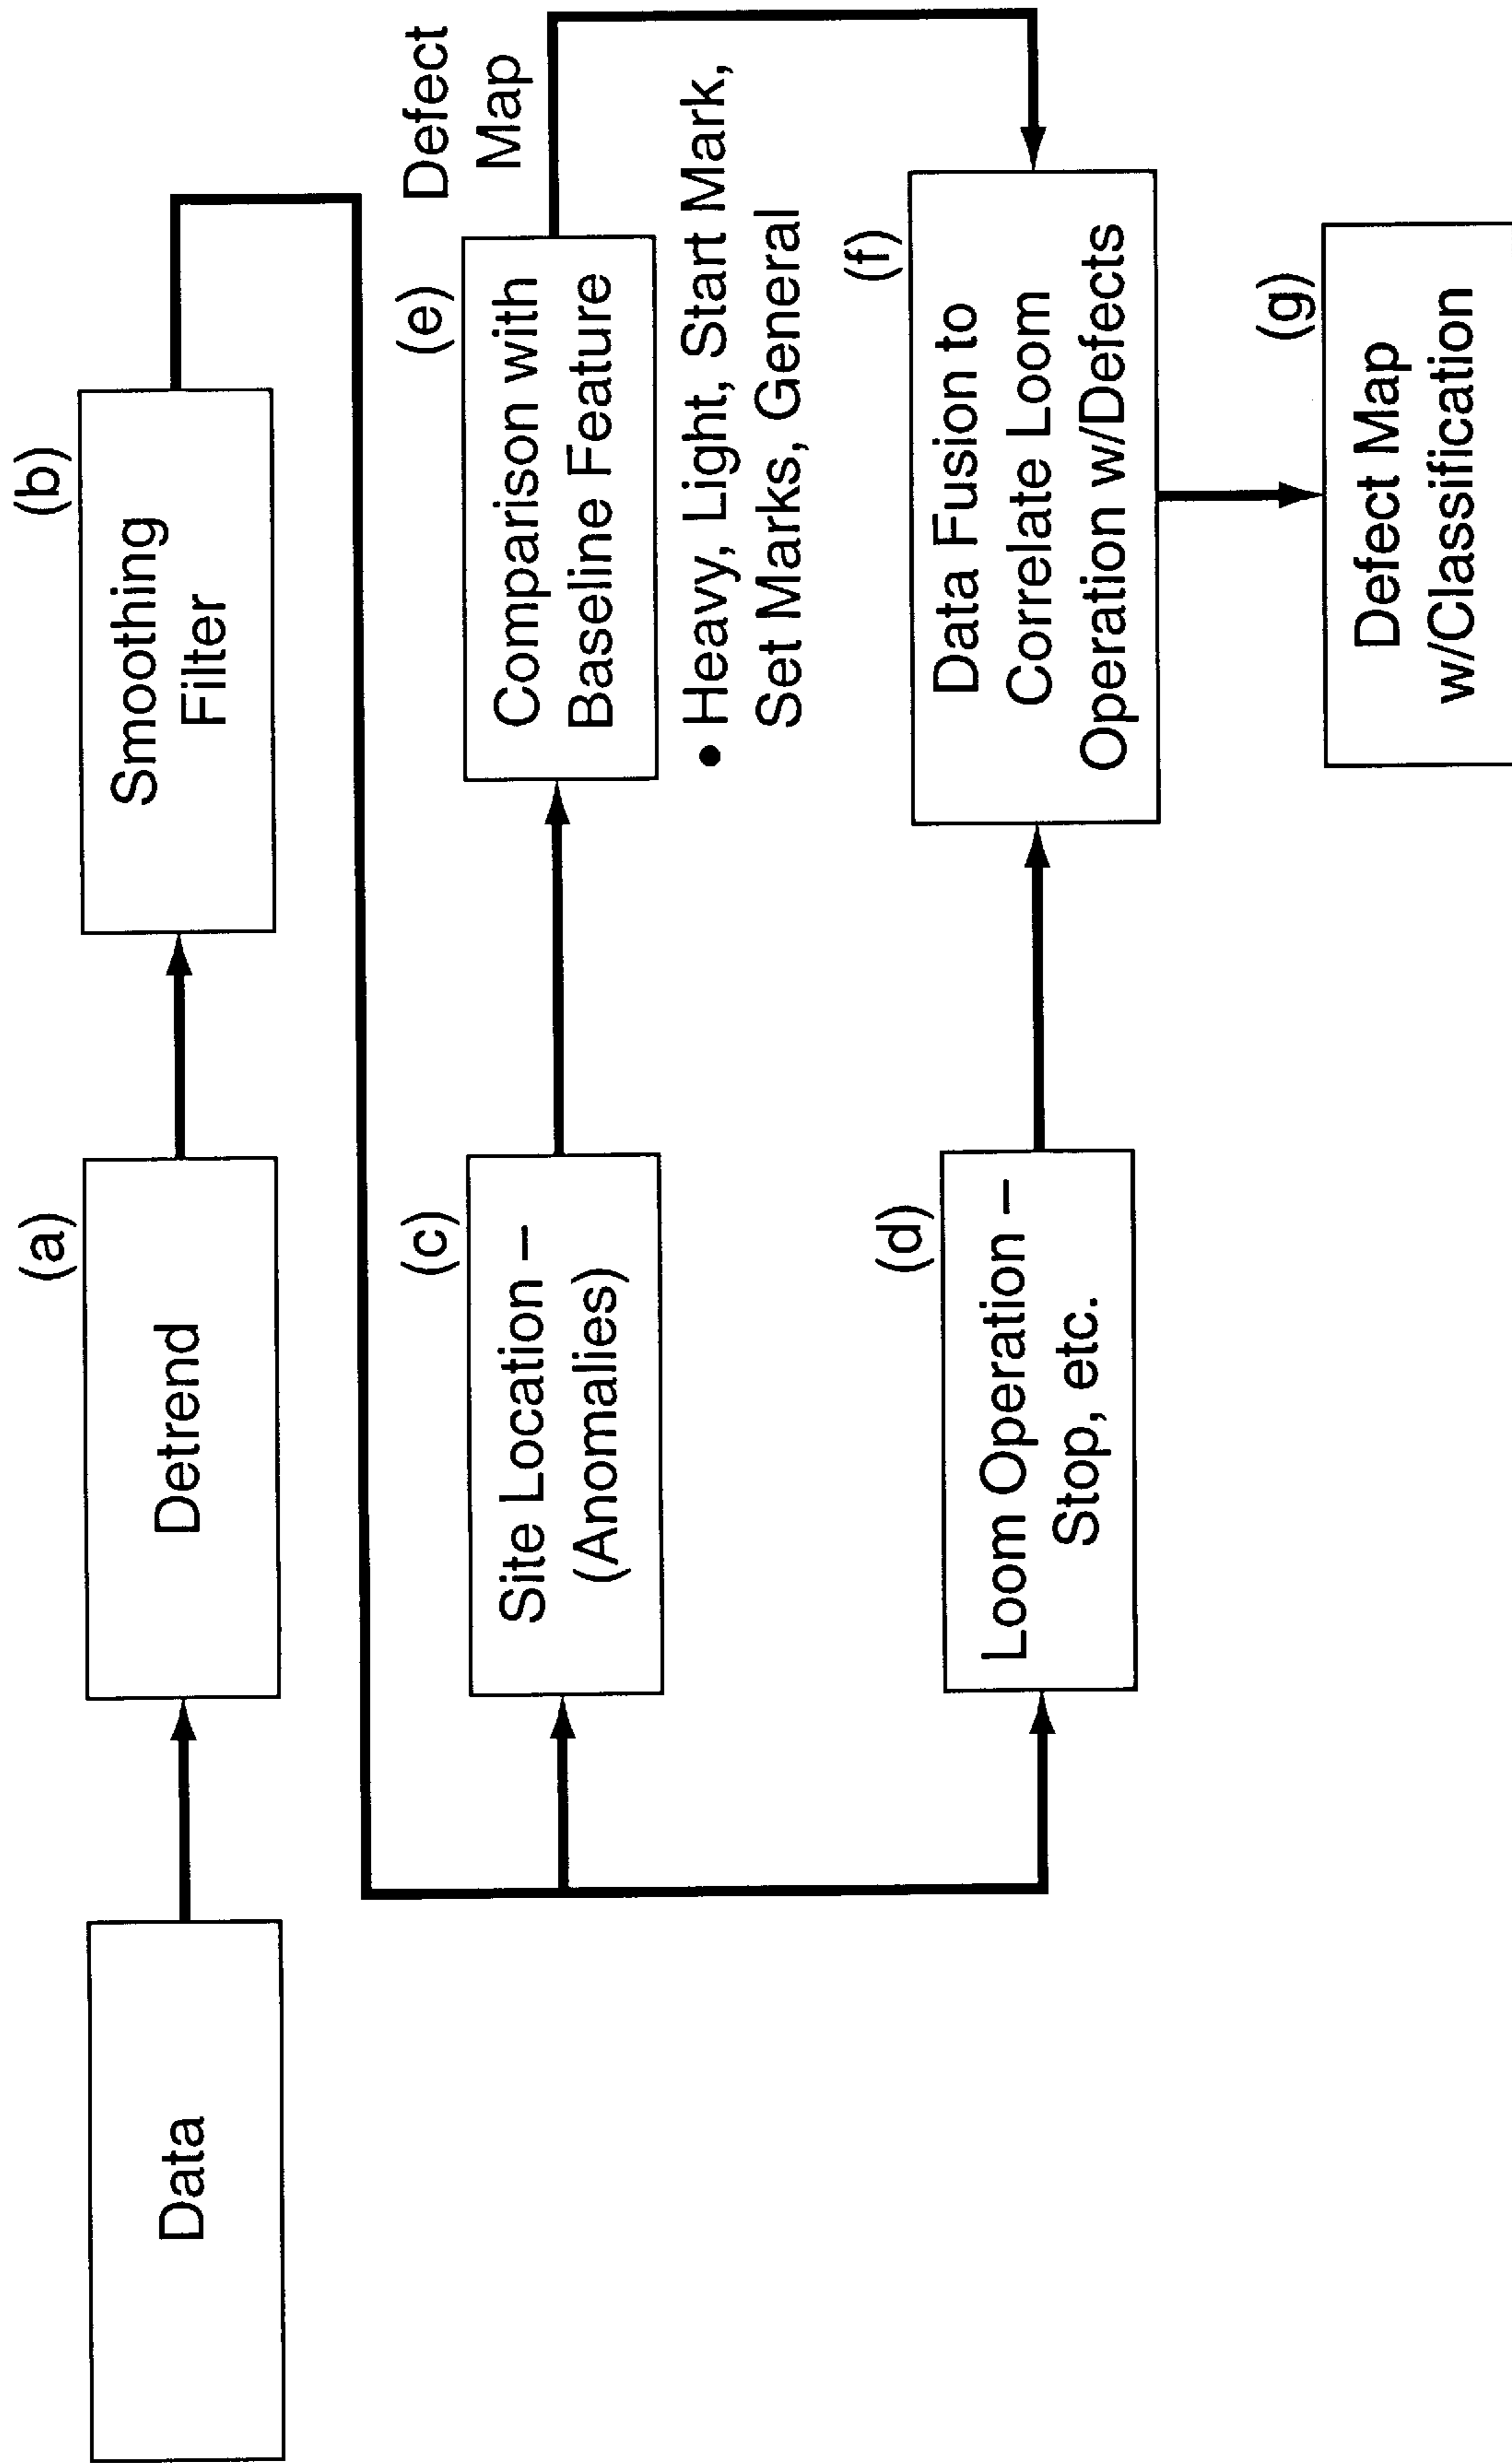 Data
(a)
Detrend
(b)
Smoothing
Filter
(c)
Site Location –
(Anomalies)
(e)
Comparison with
Baseline Feature
Defect
Map
• Heavy, Light, Start Mark,
Set Marks, General
(d)
Loom Operation –
Stop, etc.
(f)
Data Fusion to
Correlate Loom
Operation w/Defects
(g)
Defect Map
w/Classification